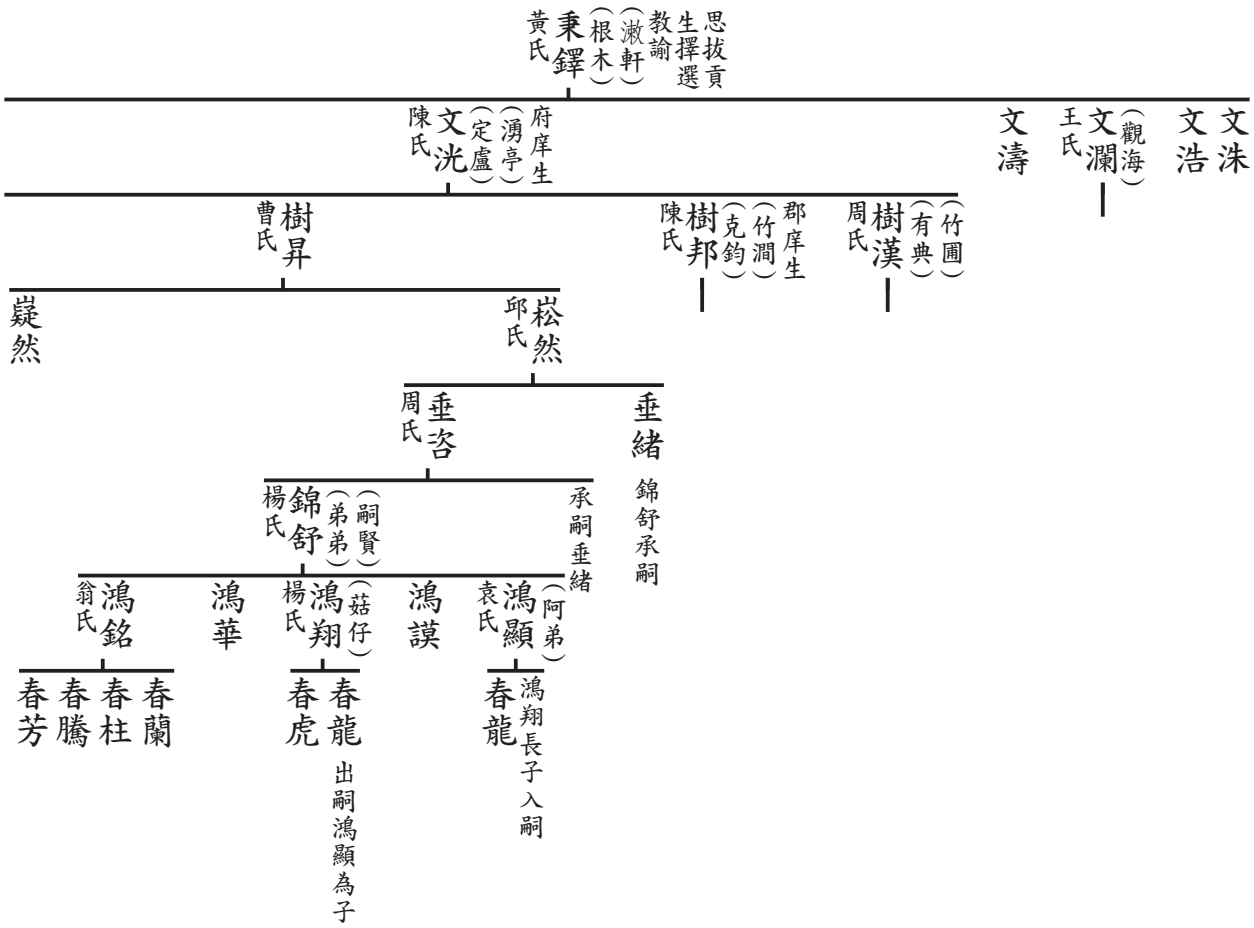 思拔貢
生擇選
教諭
（漱軒）
（根木）
秉鐸
黃氏
文洙
文浩
（觀海）
文瀾
王氏
文濤
府庠生
（湧亭）
（定盧）
文洸
陳氏
（竹圃）
（有典）
樹漢
周氏
郡庠生
（竹澗）
（克鈞）
樹邦
陳氏
樹昇
曹氏
崧然
邱氏
嶷然
垂緒
錦舒承嗣
垂咨
周氏
承嗣垂緒
（嗣賢）
（弟弟）
錦舒
楊氏
（阿弟）
鴻顯
袁氏
鴻謨
（菇仔）
鴻翔
楊氏
鴻華
鴻銘
翁氏
鴻翔長子入嗣
春龍
春龍
出嗣鴻顯為子
春虎
春蘭
春柱
春騰
春芳